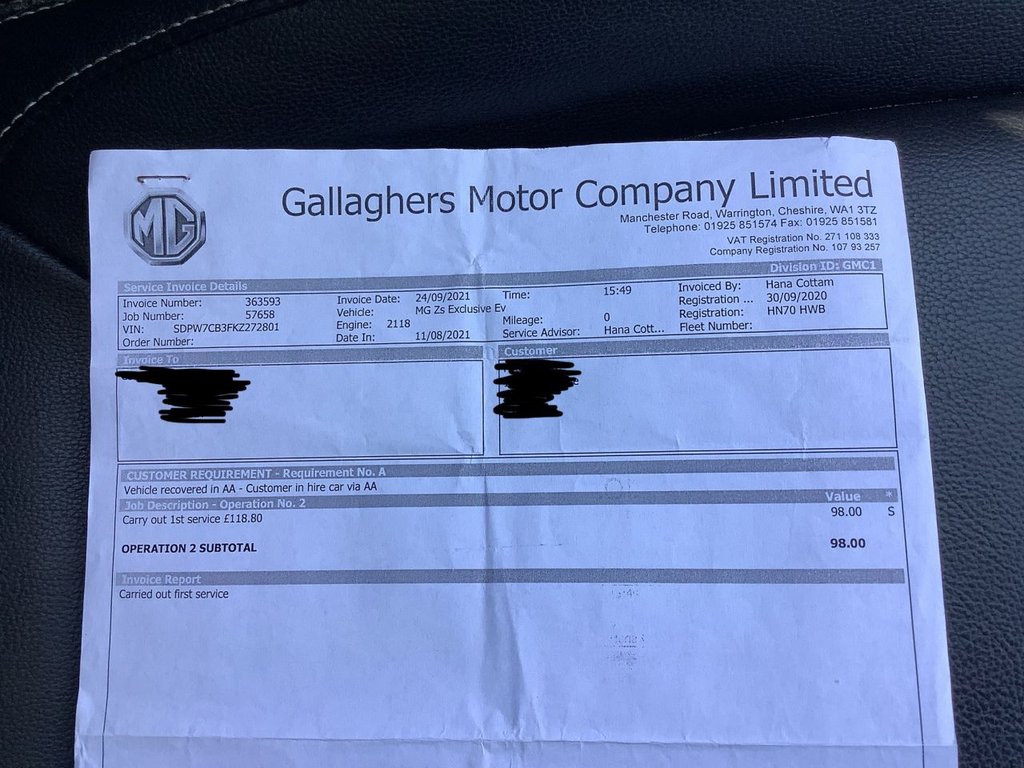 MG
Gallaghers Motor Company Limited
Manchester Road, Warrington, Cheshire, WA1 3TZ
Telephone: 01925 851574 Fax: 01925 851581
VAT Registration No. 271 108 333
Company Registration No. 107 93 257
Division ID: GMC1
Service Invoice Details
Invoice Number: 363593 Invoice Date: 24/09/2021 Time: 15:49 Invoiced By: Hana Cottam
Job Number: 57658 Vehicle: MG Zs Exclusive Ev Registration ... 30/09/2020
VIN: SDPW7CB3FKZ272801 Engine: 2118 Mileage: 0 Registration: HN70 HWB
Order Number: Date In: 11/08/2021 Service Advisor: Hana Cott... Fleet Number:
Invoice To Customer
CUSTOMER REQUIREMENT - Requirement No. A
Vehicle recovered in AA - Customer in hire car via AA
Job Description - Operation No. 2 Value *
Carry out 1st service £118.80 98.00 S
OPERATION 2 SUBTOTAL 98.00
Invoice Report
Carried out first service